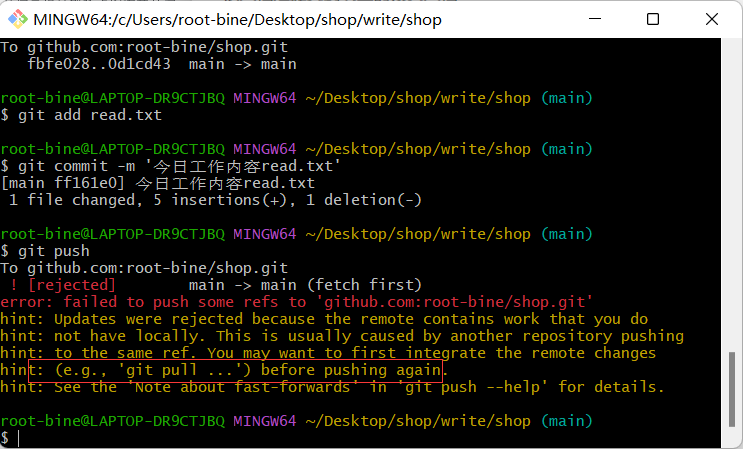 MINGW64:/c/Users/root-bine/Desktop/shop/write/shop
To github.com:root-bine/shop.git
   fbfe028..0d1cd43  main -> main
root-bine@LAPTOP-DR9CTJBQ MINGW64 ~/Desktop/shop/write/shop (main)
$ git add read.txt
root-bine@LAPTOP-DR9CTJBQ MINGW64 ~/Desktop/shop/write/shop (main)
$ git commit -m '今日工作内容read.txt'
[main ff161e0] 今日工作内容read.txt
 1 file changed, 5 insertions(+), 1 deletion(-)
root-bine@LAPTOP-DR9CTJBQ MINGW64 ~/Desktop/shop/write/shop (main)
$ git push
To github.com:root-bine/shop.git
 ! [rejected]        main -> main (fetch first)
error: failed to push some refs to 'github.com:root-bine/shop.git'
hint: Updates were rejected because the remote contains work that you do
hint: not have locally. This is usually caused by another repository pushing
hint: to the same ref. You may want to first integrate the remote changes
hint: (e.g., 'git pull ...') before pushing again.
hint: See the 'Note about fast-forwards' in 'git push --help' for details.
root-bine@LAPTOP-DR9CTJBQ MINGW64 ~/Desktop/shop/write/shop (main)
$